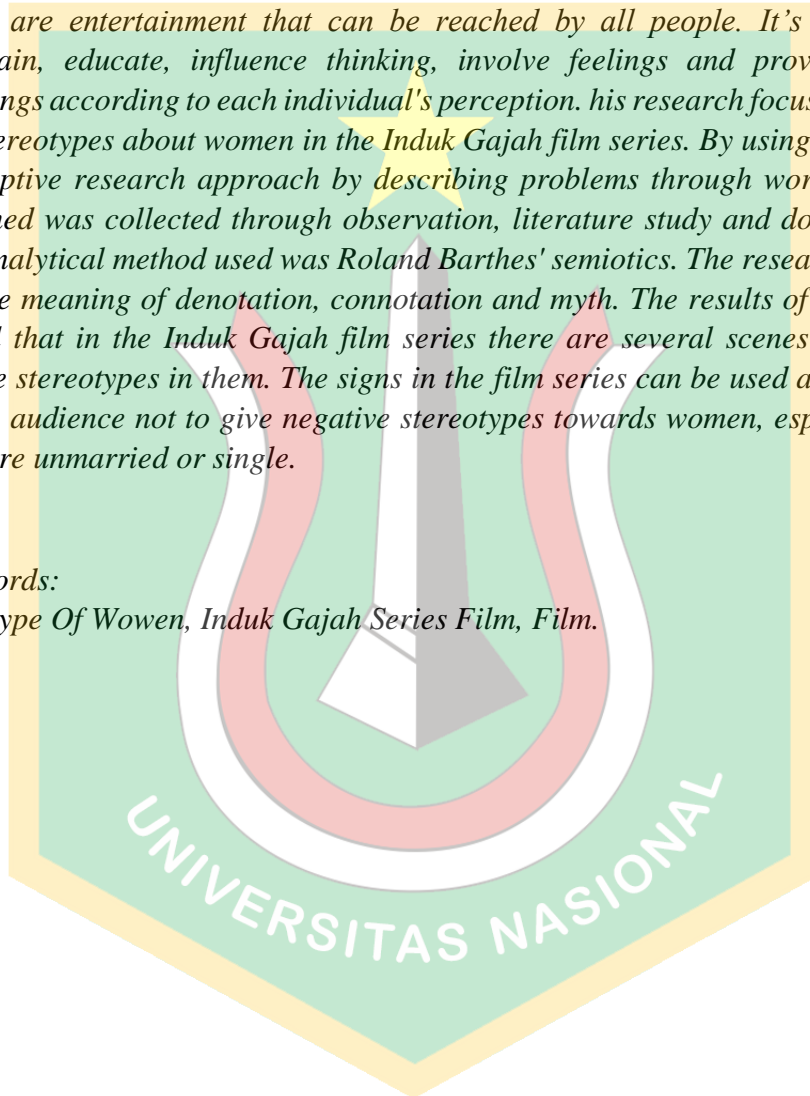 are entertainment that can be reached by all people. It’s
ain, educate, influence thinking, involve feelings and prov
ngs according to each individual's perception. his research focus
ereotypes about women in the Induk Gajah film series. By using
ptive research approach by describing problems through wor
ned was collected through observation, literature study and do
nalytical method used was Roland Barthes' semiotics. The resea
e meaning of denotation, connotation and myth. The results of
l that in the Induk Gajah film series there are several scenes
e stereotypes in them. The signs in the film series can be used a
audience not to give negative stereotypes towards women, esp
re unmarried or single.
ords:
ype Of Wowen, Induk Gajah Series Film, Film.
UNIVERSITAS NASIONAL